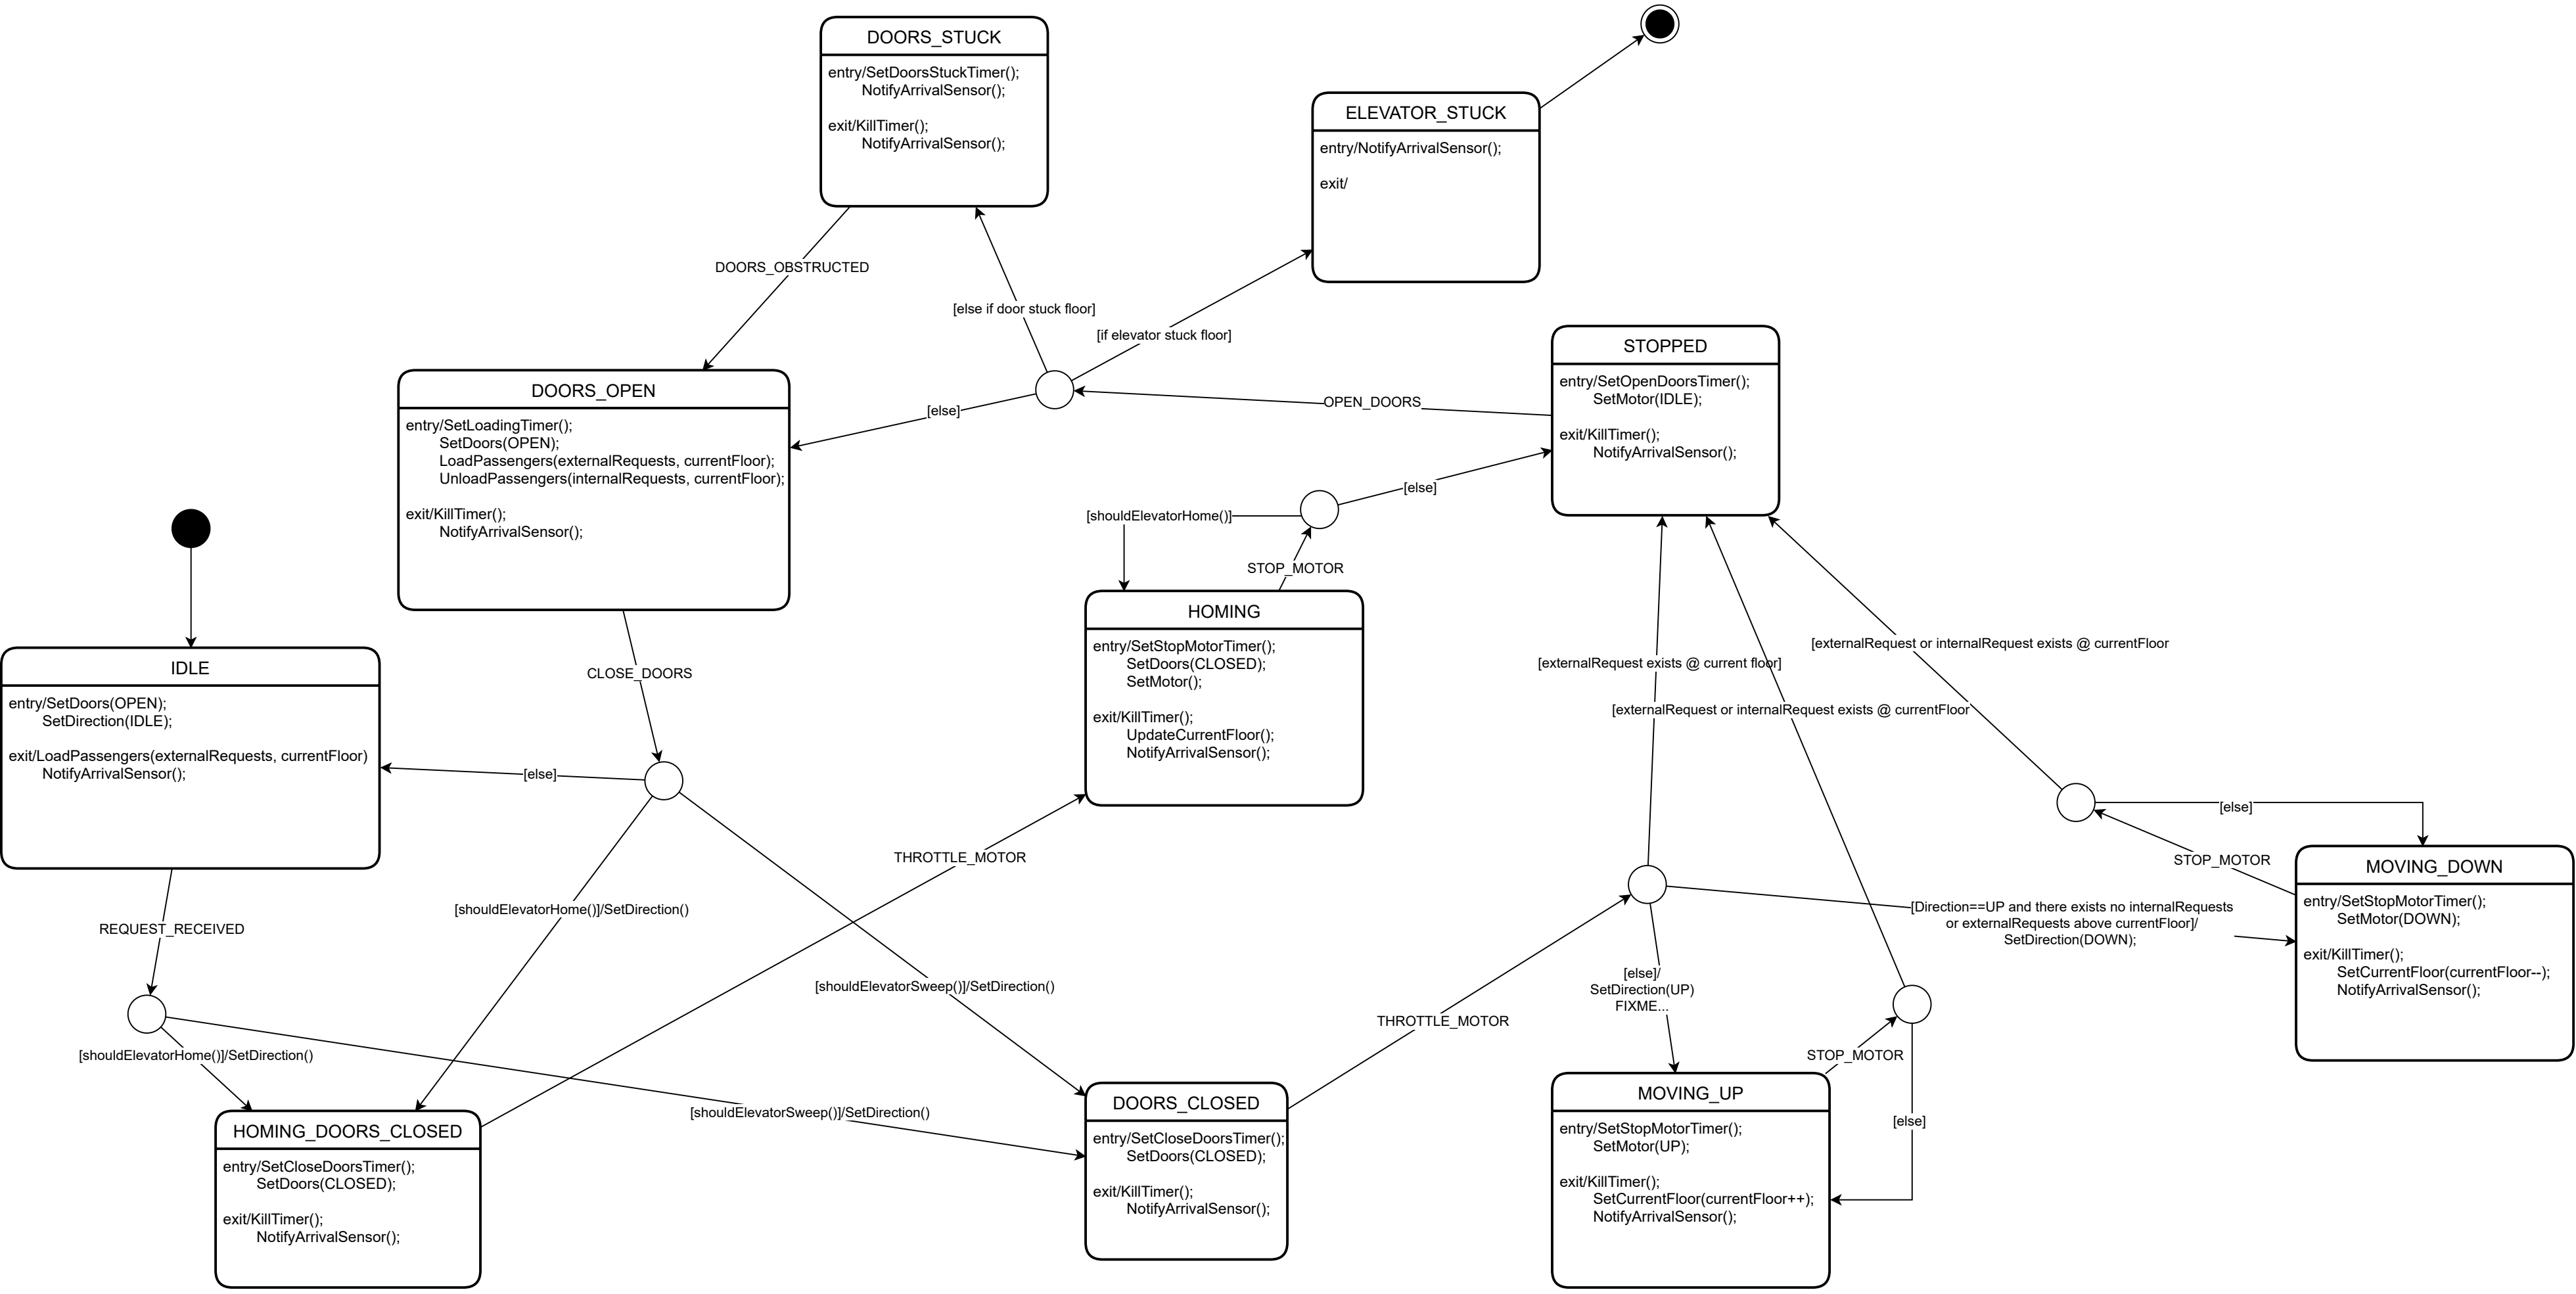 DOORS_STUCK
entry/SetDoorsStuckTimer();
NotifyArrivalSensor();
exit/KillTimer();
NotifyArrivalSensor();
ELEVATOR_STUCK
entry/NotifyArrivalSensor();
exit/
DOORS_OBSTRUCTED
[else if door stuck floor]
[if elevator stuck floor]
STOPPED
entry/SetOpenDoorsTimer();
SetMotor(IDLE);
exit/KillTimer();
NotifyArrivalSensor();
OPEN_DOORS
[else]
DOORS_OPEN
entry/SetLoadingTimer();
SetDoors(OPEN);
LoadPassengers(externalRequests, currentFloor);
UnloadPassengers(internalRequests, currentFloor);
exit/KillTimer();
NotifyArrivalSensor();
[else]
[shouldElevatorHome()]
STOP_MOTOR
HOMING
entry/SetStopMotorTimer();
SetDoors(CLOSED);
SetMotor();
exit/KillTimer();
UpdateCurrentFloor();
NotifyArrivalSensor();
[externalRequest or internalRequest exists @ currentFloor
[externalRequest exists @ current floor]
[externalRequest or internalRequest exists @ currentFloor
IDLE
entry/SetDoors(OPEN);
SetDirection(IDLE);
exit/LoadPassengers(externalRequests, currentFloor)
NotifyArrivalSensor();
CLOSE_DOORS
[else]
[else]
STOP_MOTOR
MOVING_DOWN
entry/SetStopMotorTimer();
SetMotor(DOWN);
exit/KillTimer();
SetCurrentFloor(currentFloor--);
NotifyArrivalSensor();
THROTTLE_MOTOR
[shouldElevatorHome()]/SetDirection()
REQUEST_RECEIVED
[Direction==UP and there exists no internalRequests
or externalRequests above currentFloor]/
SetDirection(DOWN);
[shouldElevatorSweep()]/SetDirection()
[else]/
SetDirection(UP)
FIXME...
THROTTLE_MOTOR
[shouldElevatorHome()]/SetDirection()
STOP_MOTOR
[shouldElevatorSweep()]/SetDirection()
[else]
HOMING_DOORS_CLOSED
entry/SetCloseDoorsTimer();
SetDoors(CLOSED);
exit/KillTimer();
NotifyArrivalSensor();
DOORS_CLOSED
entry/SetCloseDoorsTimer();
SetDoors(CLOSED);
exit/KillTimer();
NotifyArrivalSensor();
MOVING_UP
entry/SetStopMotorTimer();
SetMotor(UP);
exit/KillTimer();
SetCurrentFloor(currentFloor++);
NotifyArrivalSensor();